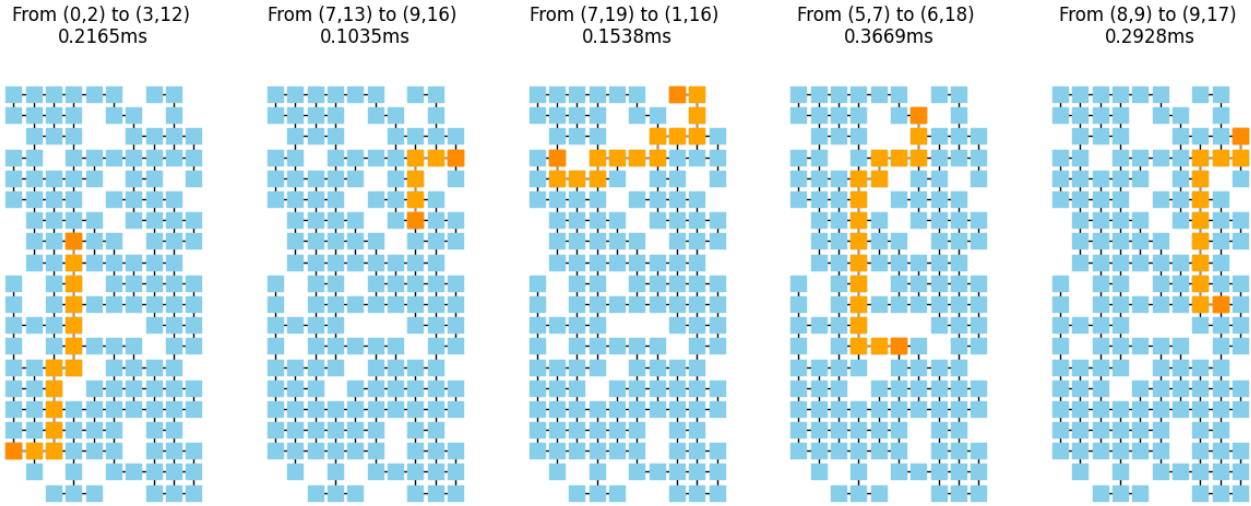 From (0,2) to (3,12)
0.2165ms
From (7,13) to (9,16)
0.1035ms
From (7,19) to (1,16)
0.1538ms
From (5,7) to (6,18)
0.3669ms
From (8,9) to (9,17)
0.2928ms